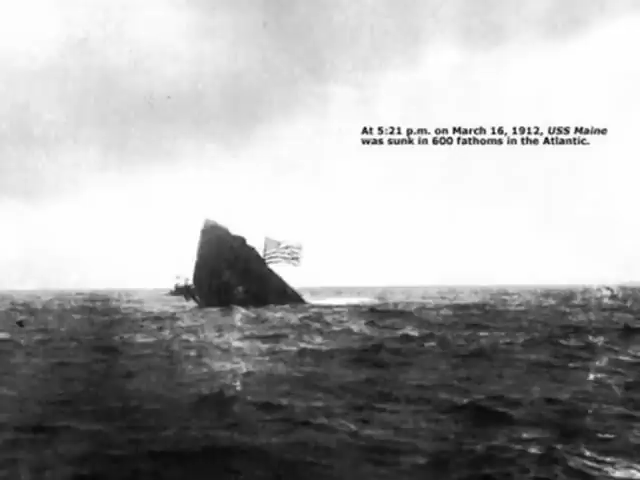 At 5:21 p.m. on March 16, 1912, USS Maine
was sunk in 600 fathoms in the Atlantic.